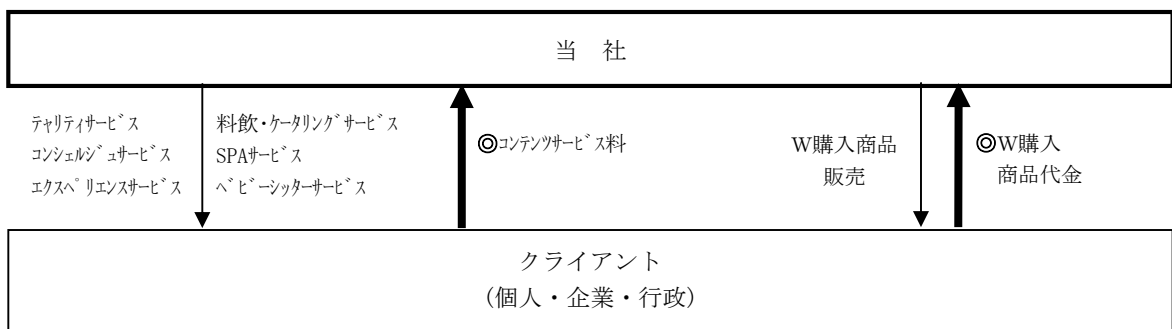 当 社
ﾁｬﾘﾃｨｻｰﾋﾞｽ
ｺﾝｼｪﾙｼﾞｭｻｰﾋﾞｽ
ｴｸｽﾍﾟﾘｴﾝｽｻｰﾋﾞｽ
料飲・ｹｰﾀﾘﾝｸﾞｻｰﾋﾞｽ
SPAｻｰﾋﾞｽ
ﾍﾞﾋﾞｰｼｯﾀｰｻｰﾋﾞｽ
◎ｺﾝﾃﾝﾂｻｰﾋﾞｽ料
W購入商品
販売
◎W購入
商品代金
クライアント
(個人・企業・行政)